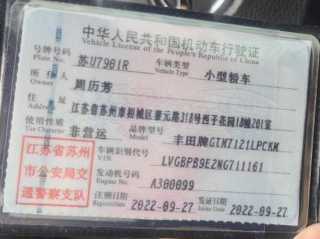 中华人民共和国机动车行驶证
Vehicle License of the People's Republic of China
号牌号码 苏U7901R 车辆类型 小型轿车
Plate No. Vehicle Type
所有人 周历芳
Owner
住址 江苏省苏州市相城区豪元路318号西子花园18幢201室
Address
使用性质 非营运 品牌型号 丰田牌GTM7121LPCKM
Use Character Model
江苏省苏州市公安局交通警察支队
车辆识别代号 LVGBPB9E2NG711161
VIN
发动机号码 A300099
Engine No.
注册日期 2022-09-27 发证日期 2022-09-27
Register Date Issue Date